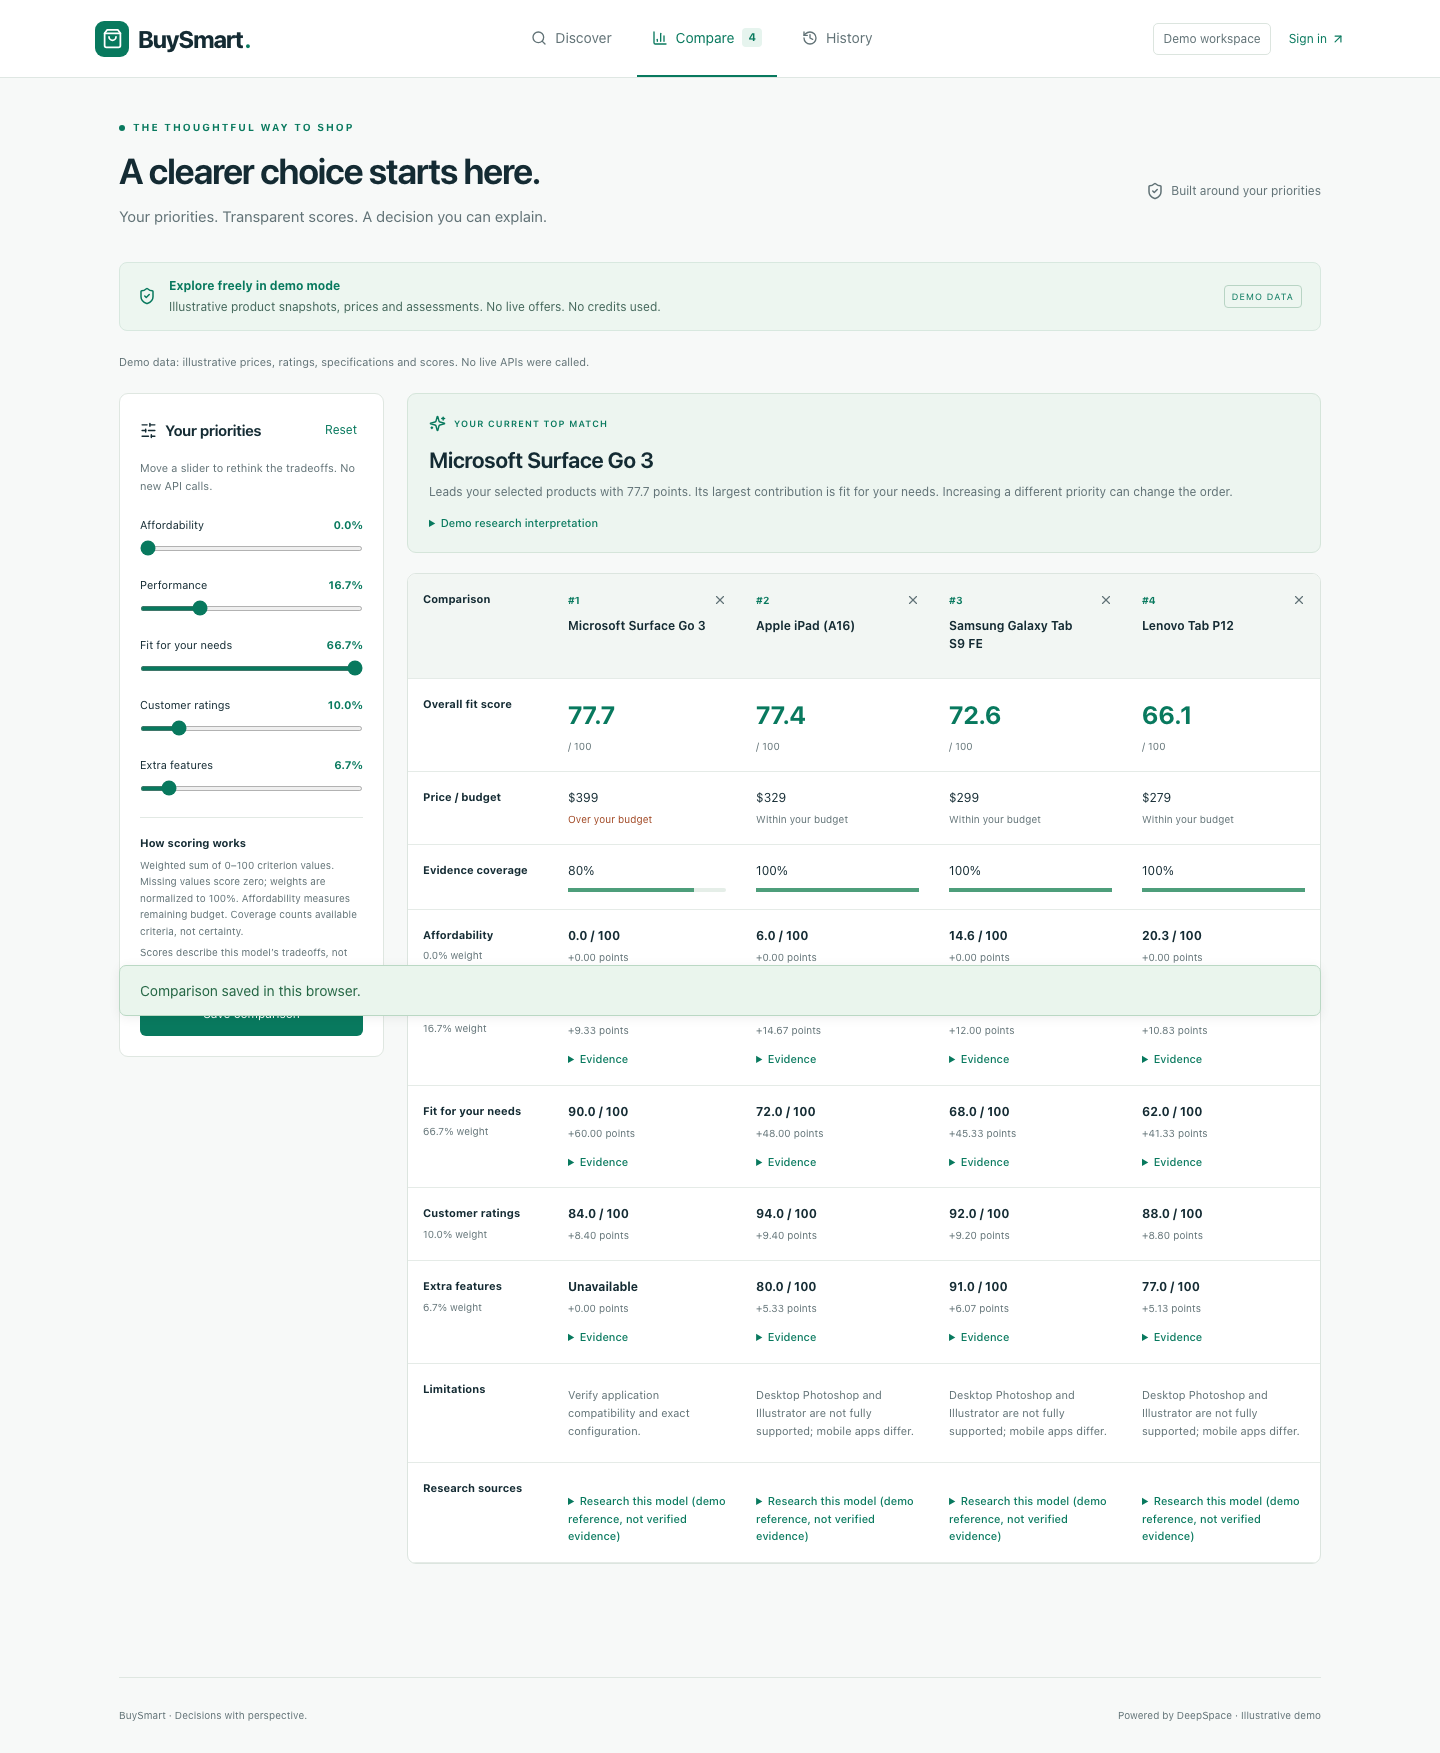 BuySmart.
Discover
Compare 4
History
Demo workspace
Sign in
THE THOUGHTFUL WAY TO SHOP
A clearer choice starts here.
Your priorities. Transparent scores. A decision you can explain.
Built around your priorities
Explore freely in demo mode
Illustrative product snapshots, prices and assessments. No live offers. No credits used.
DEMO DATA
Demo data: illustrative prices, ratings, specifications and scores. No live APIs were called.
Your priorities
Reset
Move a slider to rethink the tradeoffs. No
new API calls.
Affordability 0.0%
Performance 16.7%
Fit for your needs 66.7%
Customer ratings 10.0%
Extra features 6.7%
How scoring works
Weighted sum of 0–100 criterion values.
Missing values score zero; weights are
normalized to 100%. Affordability measures
remaining budget. Coverage counts available
criteria, not certainty.
Scores describe this model's tradeoffs, not
YOUR CURRENT TOP MATCH
Microsoft Surface Go 3
Leads your selected products with 77.7 points. Its largest contribution is fit for your needs. Increasing a different priority can change the order.
Demo research interpretation
Comparison #1 #2 #3 #4
Microsoft Surface Go 3 Apple iPad (A16) Samsung Galaxy Tab Lenovo Tab P12
S9 FE
Overall fit score 77.7 77.4 72.6 66.1
/ 100 / 100 / 100 / 100
Price / budget $399 $329 $299 $279
Over your budget Within your budget Within your budget Within your budget
Evidence coverage 80% 100% 100% 100%
Affordability 0.0 / 100 6.0 / 100 14.6 / 100 20.3 / 100
0.0% weight +0.00 points +0.00 points +0.00 points +0.00 points
Comparison saved in this browser.
Save comparison
16.7% weight +9.33 points +14.67 points +12.00 points +10.83 points
Evidence Evidence Evidence Evidence
Fit for your needs 90.0 / 100 72.0 / 100 68.0 / 100 62.0 / 100
66.7% weight +60.00 points +48.00 points +45.33 points +41.33 points
Evidence Evidence Evidence Evidence
Customer ratings 84.0 / 100 94.0 / 100 92.0 / 100 88.0 / 100
10.0% weight +8.40 points +9.40 points +9.20 points +8.80 points
Extra features Unavailable 80.0 / 100 91.0 / 100 77.0 / 100
6.7% weight +0.00 points +5.33 points +6.07 points +5.13 points
Evidence Evidence Evidence Evidence
Limitations Verify application Desktop Photoshop and Desktop Photoshop and Desktop Photoshop and
compatibility and exact Illustrator are not fully Illustrator are not fully Illustrator are not fully
configuration. supported; mobile apps differ. supported; mobile apps differ. supported; mobile apps differ.
Research sources
Research this model (demo Research this model (demo Research this model (demo Research this model (demo
reference, not verified reference, not verified reference, not verified reference, not verified
evidence) evidence) evidence) evidence)
BuySmart · Decisions with perspective.
Powered by DeepSpace · Illustrative demo